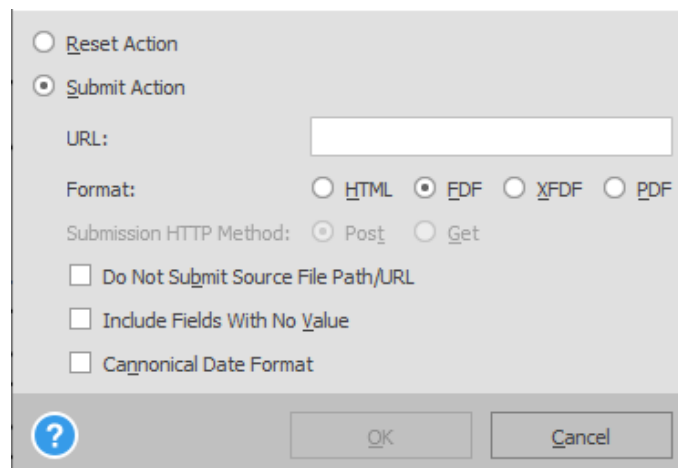 Reset Action
Submit Action
URL:
Format: HTML FDF XFDF PDF
Submission HTTP Method: Post Get
Do Not Submit Source File Path/URL
Include Fields With No Value
Cannonical Date Format
? OK Cancel